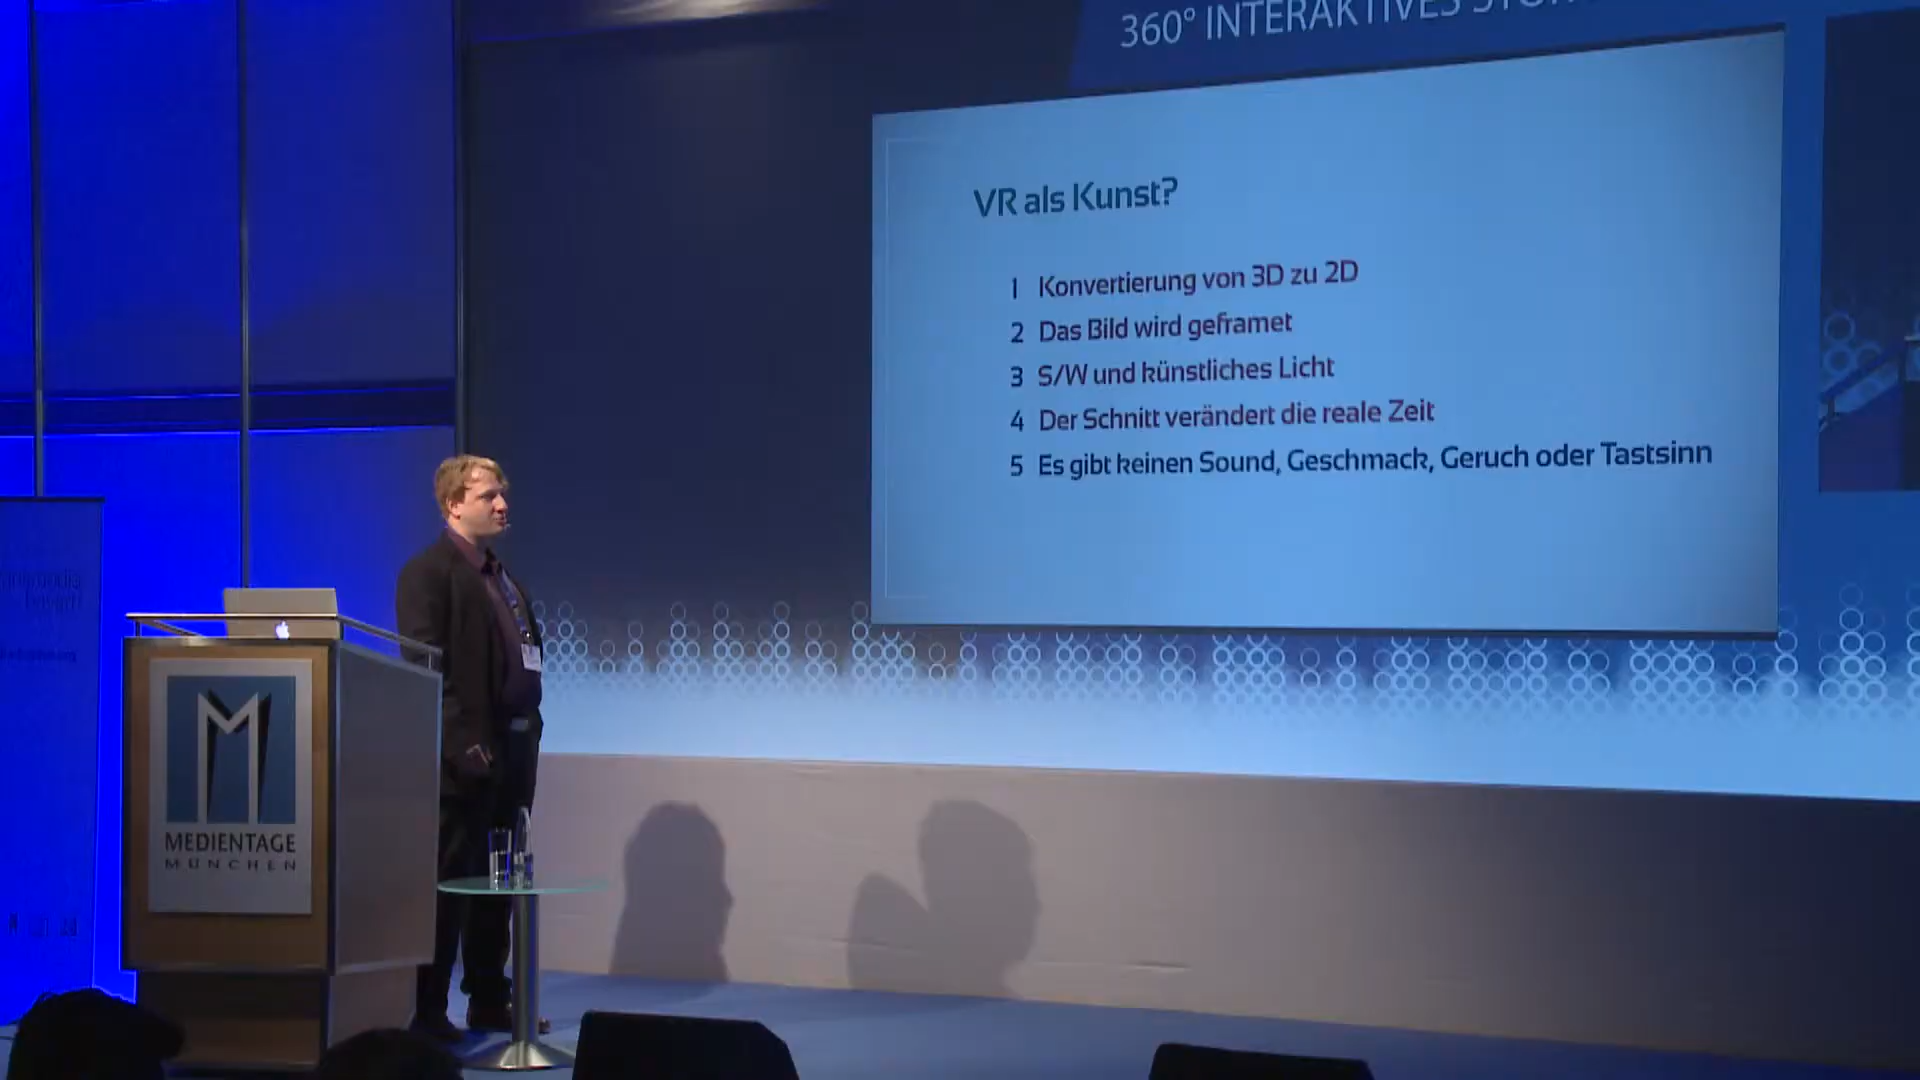 360° INTERAKTIVES
VR als Kunst?
1 Konvertierung von 3D zu 2D
2 Das Bild wird geframet
3 S/W und künstliches Licht
4 Der Schnitt verändert die reale Zeit
5 Es gibt keinen Sound, Geschmack, Geruch oder Tastsinn
M
MEDIENTAGE
MÜNCHEN